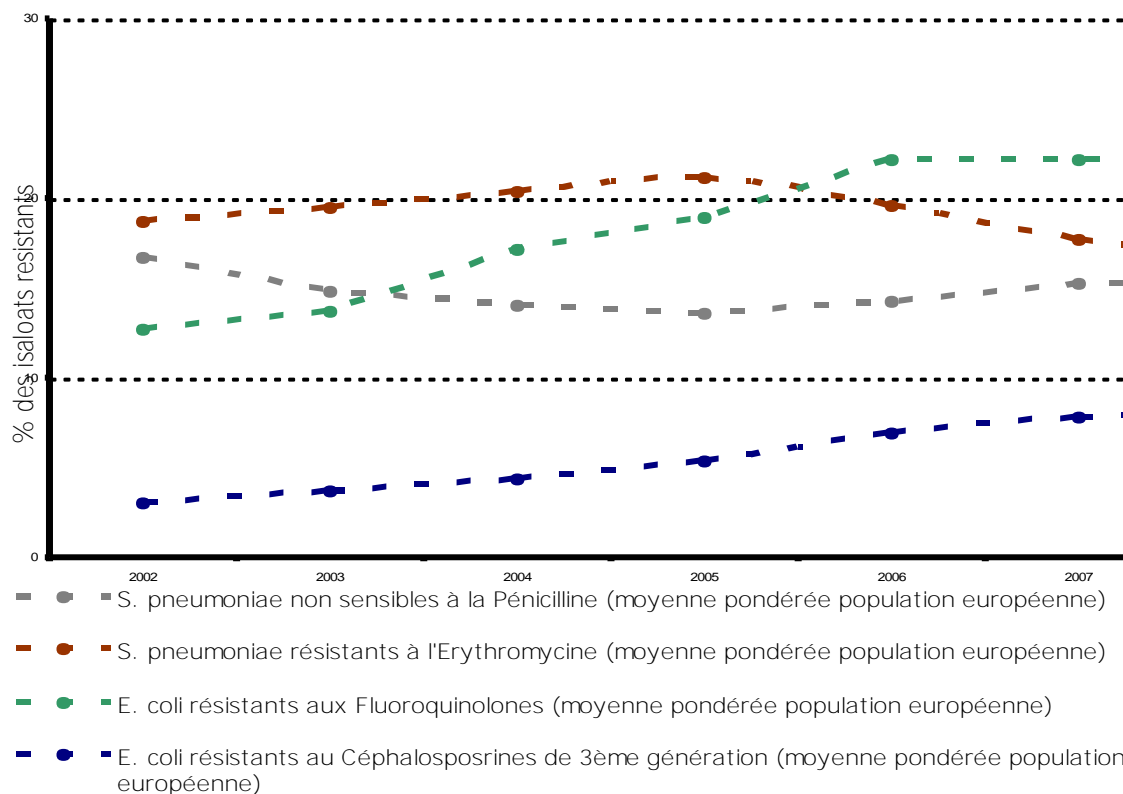 30
20
10
0
% des isaloats resistants
2002 2003 2004 2005 2006 2007
S. pneumoniae non sensibles à la Pénicilline (moyenne pondérée population européenne)
S. pneumoniae résistants à l'Erythromycine (moyenne pondérée population européenne)
E. coli résistants aux Fluoroquinolones (moyenne pondérée population européenne)
E. coli résistants au Céphalosposrines de 3ème génération (moyenne pondérée population
européenne)